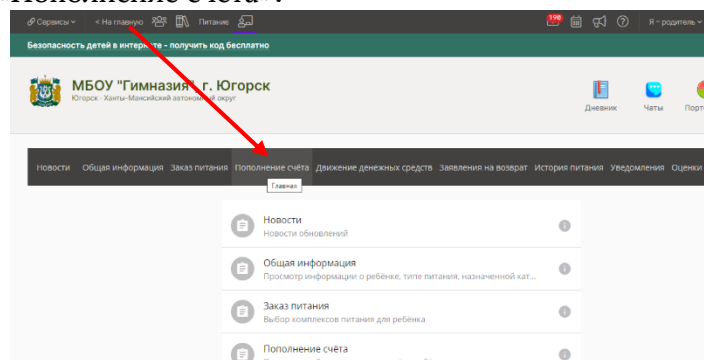 «Пополнение счёта».
Сервисы < На главную Питание 190 Я – родитель
Безопасность детей в интернете – получить код бесплатно
МБОУ "Гимназия", г. Югорск
Югорск - Ханты-Мансийский автономный округ
Дневник Чаты
Новости Общая информация Заказ питания Пополнение счёта Движение денежных средств Заявления на возврат История питания Уведомления Оценки
Главная
Новости
Новости обновлений
Общая информация
Просмотр информации о ребёнке, типе питания, назначенной кат...
Заказ питания
Выбор комплексов питания для ребёнка
Пополнение счёта